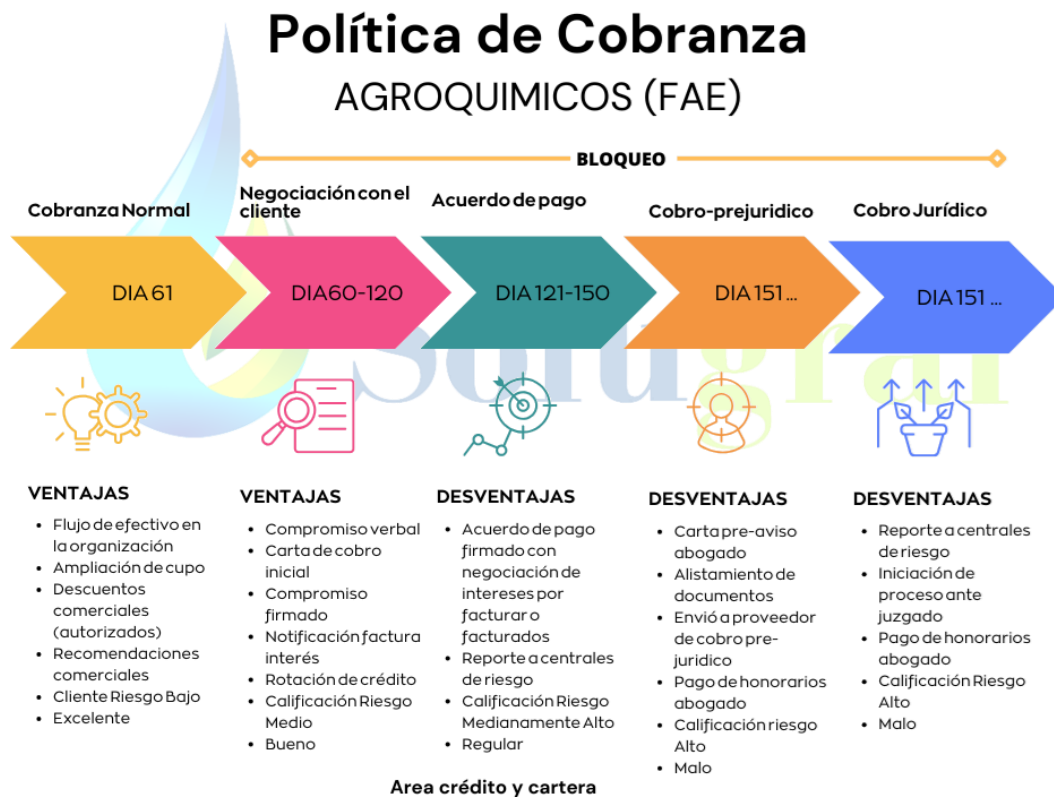 Política de Cobranza
AGROQUIMICOS (FAE)
BLOQUEO
Cobranza Normal
Negociación con el
cliente
Acuerdo de pago
Cobro-prejuridico
Cobro Jurídico
DIA 61
DIA60-120
DIA 121-150
DIA 151 ...
DIA 151 ...
Solugral
VENTAJAS
• Flujo de efectivo en
la organización
• Ampliación de cupo
• Descuentos
comerciales
(autorizados)
• Recomendaciones
comerciales
• Cliente Riesgo Bajo
• Excelente
VENTAJAS
• Compromiso verbal
• Carta de cobro
inicial
• Compromiso
firmado
• Notificación factura
interés
• Rotación de crédito
• Calificación Riesgo
Medio
• Bueno
DESVENTAJAS
• Acuerdo de pago
firmado con
negociación de
intereses por
facturar o
facturados
• Reporte a centrales
de riesgo
• Calificación Riesgo
Medianamente Alto
• Regular
DESVENTAJAS
• Carta pre-aviso
abogado
• Alistamiento de
documentos
• Envió a proveedor
de cobro pre-
juridico
• Pago de honorarios
abogado
• Calificación riesgo
Alto
• Malo
DESVENTAJAS
• Reporte a centrales
de riesgo
• Iniciación de
proceso ante
juzgado
• Pago de honorarios
abogado
• Calificación Riesgo
Alto
• Malo
Area crédito y cartera